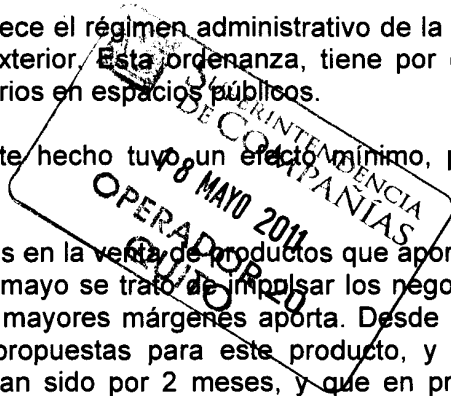 ece el régimen administrativo de la
exterior. Esta ordenanza, tiene por
rios en espacios públicos.
te hecho tuvo un efecto mínimo, p
s en la venta de productos que apor
mayo se trató de impulsar los nego
mayores márgenes aporta. Desde
propuestas para este producto, y
an sido por 2 meses, y que en pr
SUPERINTENDENCIA
DE COMPAÑÍAS
18 MAYO 2011
OPERADOR 20
QUITO